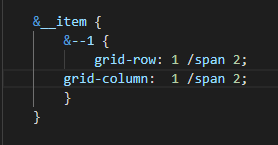 &__item {
&--1 {
grid-row: 1 /span 2;
grid-column:  1 /span 2;
}
}